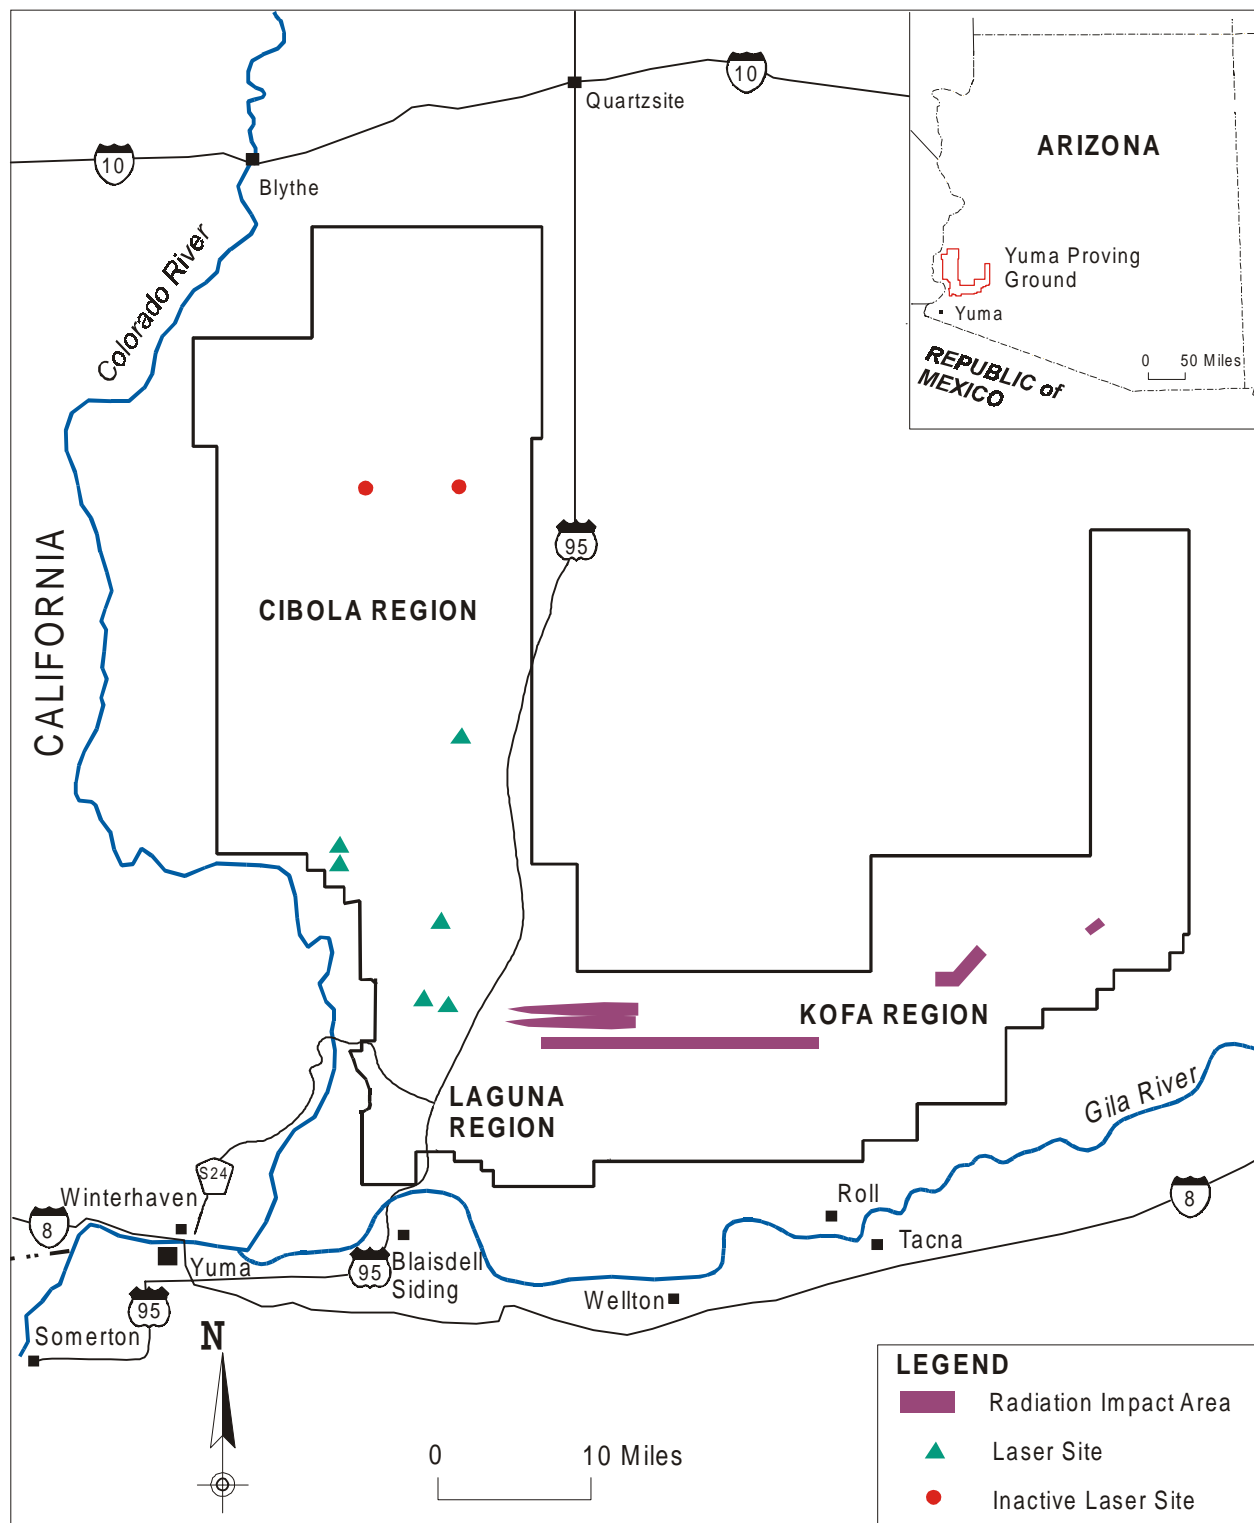 10
Quartzsite
10
Blythe
Colorado River
ARIZONA
Yuma Proving
Ground
Yuma
0 50 Miles
REPUBLIC of
MEXICO
CALIFORNIA
95
CIBOLA REGION
KOFA REGION
LAGUNA
REGION
Gila River
S24
Winterhaven
8
Roll
8
Tacna
Yuma
95
Blaisdell
Siding
Wellton
95
Somerton
N
0 10 Miles
LEGEND
Radiation Impact Area
Laser Site
Inactive Laser Site